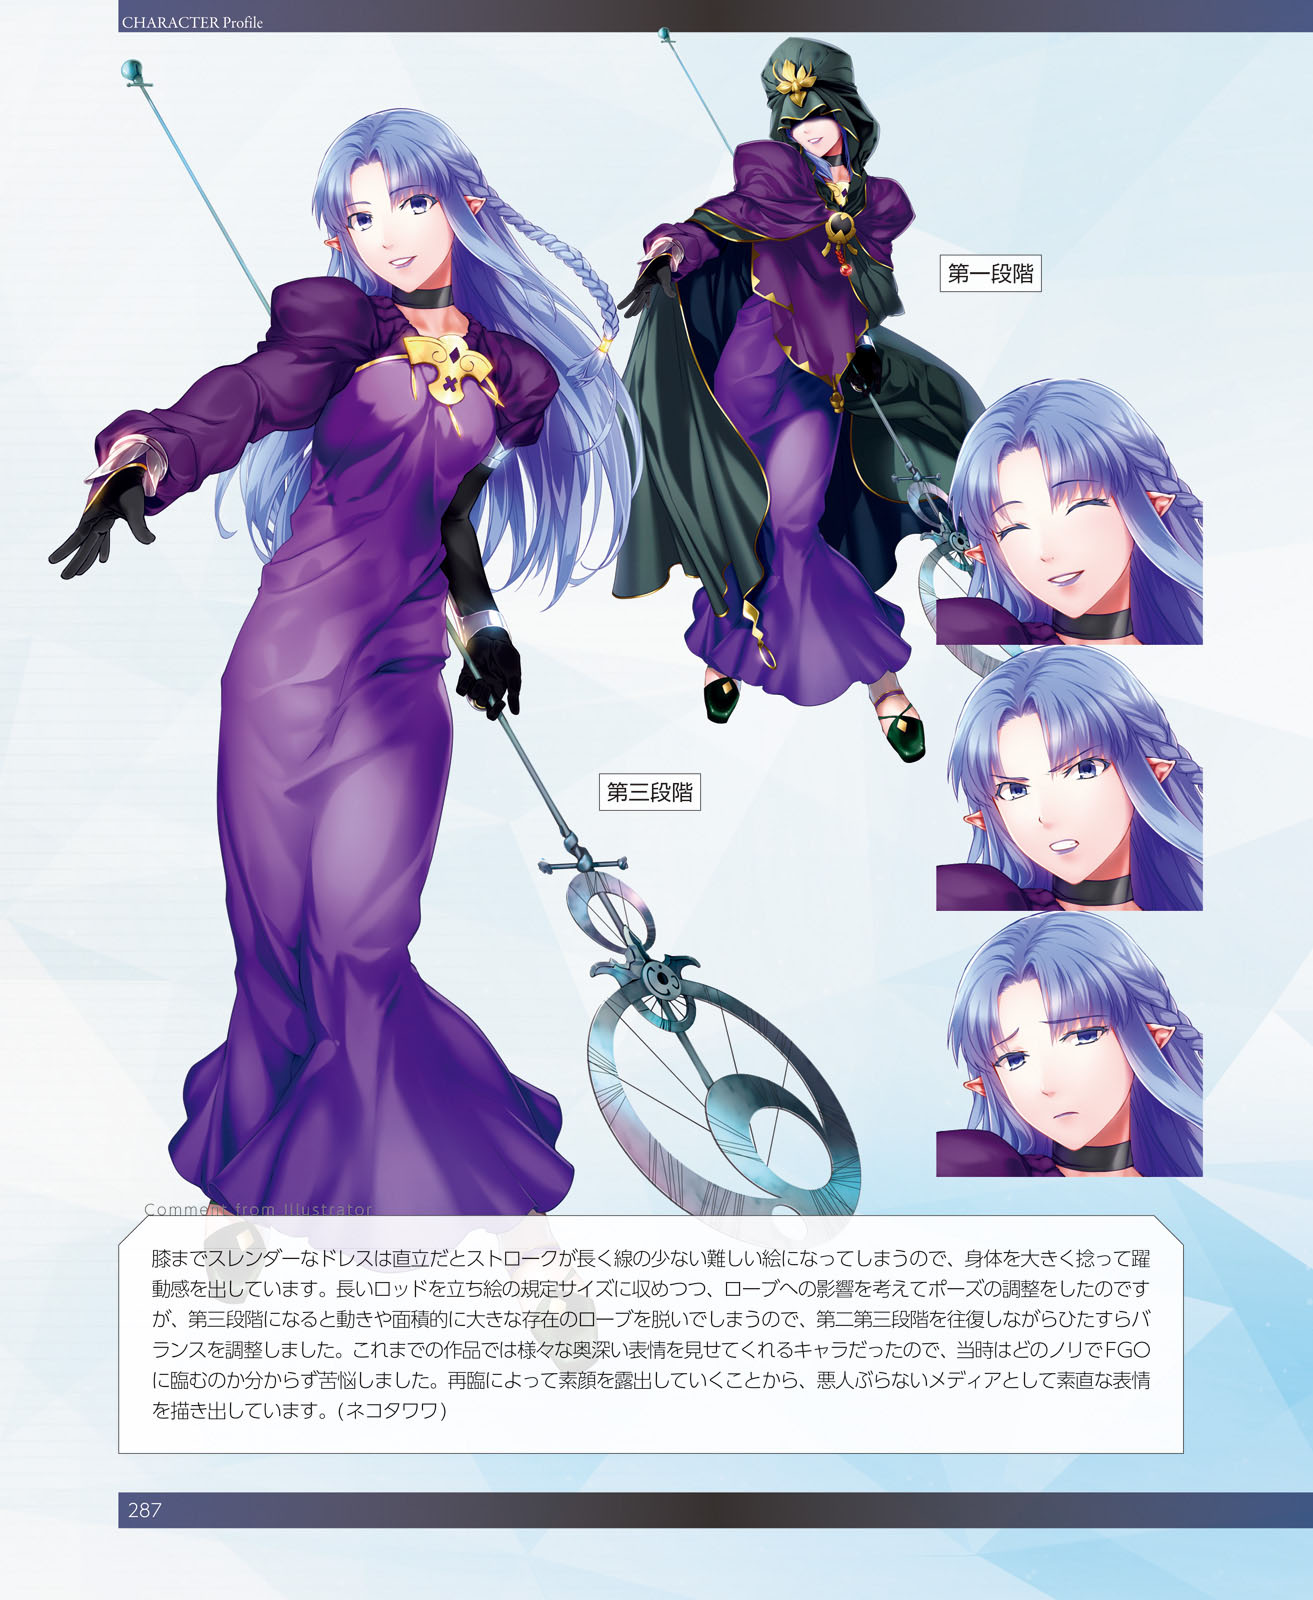 CHARACTER Profile
第一段階
第三段階
Comment from Illustrator
膝までスレンダーなドレスは直立だとストロークが長く線の少ない難しい絵になってしまうので、身体を大きく捻って躍
動感を出しています。長いロッドを立ち絵の規定サイズに収めつつ、ローブへの影響を考えてポーズの調整をしたのです
が、第三段階になると動きや面積的に大きな存在のローブを脱いでしまうので、第二第三段階を往復しながらひたすらバ
ランスを調整しました。これまでの作品では様々な奥深い表情を見せてくれるキャラだったので、当時はどのノリでFGO
に臨むのか分からず苦悩しました。再臨によって素顔を露出していくことから、悪人ぶらないメディアとして素直な表情
を描き出しています。(ネコタワワ)
287